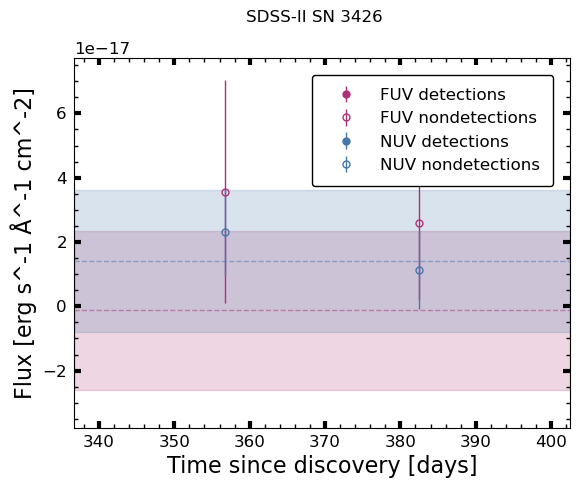 SDSS-II SN 3426
1e−17
FUV detections
FUV nondetections
NUV detections
NUV nondetections
6
4
2
0
−2
Flux [erg s^-1 Å^-1 cm^-2]
340 350 360 370 380 390 400
Time since discovery [days]